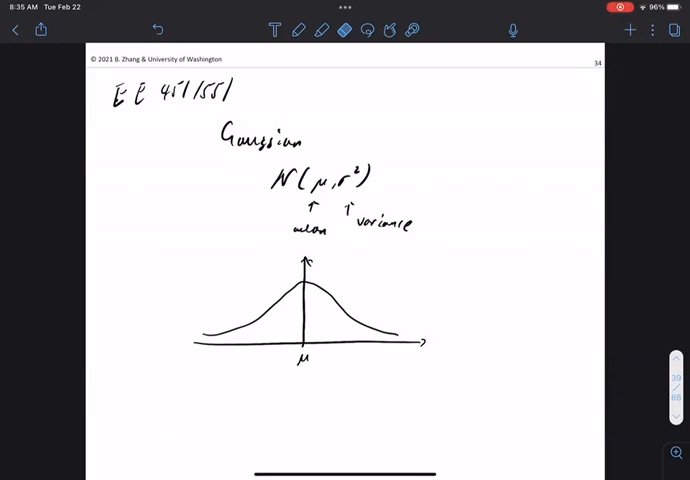 8:35 AM Tue Feb 22
96%
© 2021 B. Zhang & University of Washington
34
EE 451/551
Gaussian
N(μ, σ²)
↑ ↑
mean variance
μ
39
/
68